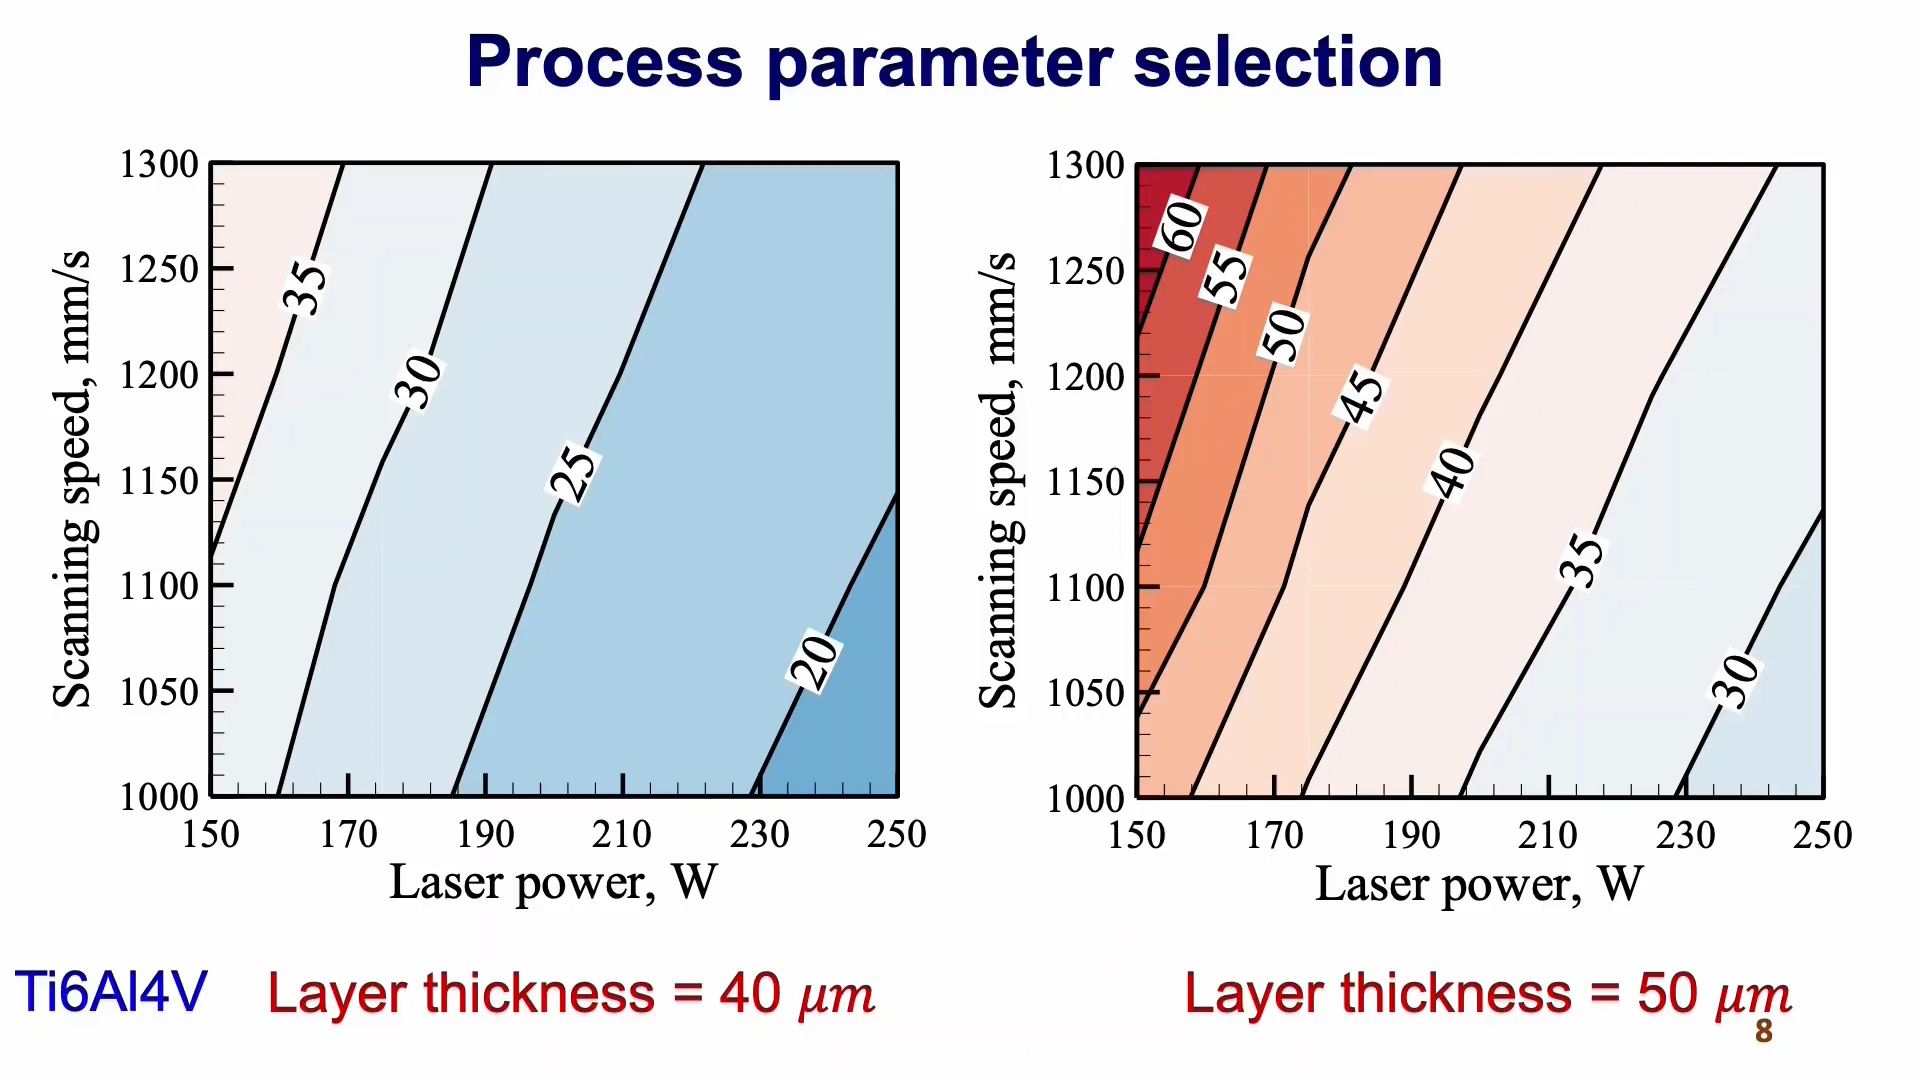 Process parameter selection
1300
1250
1200
1150
1100
1050
1000
Scanning speed, mm/s
35
30
25
20
150 170 190 210 230 250
Laser power, W
1300
1250
1200
1150
1100
1050
1000
Scanning speed, mm/s
60
55
50
45
40
35
30
150 170 190 210 230 250
Laser power, W
Ti6Al4V
Layer thickness = 40 μm
Layer thickness = 50 μm
8